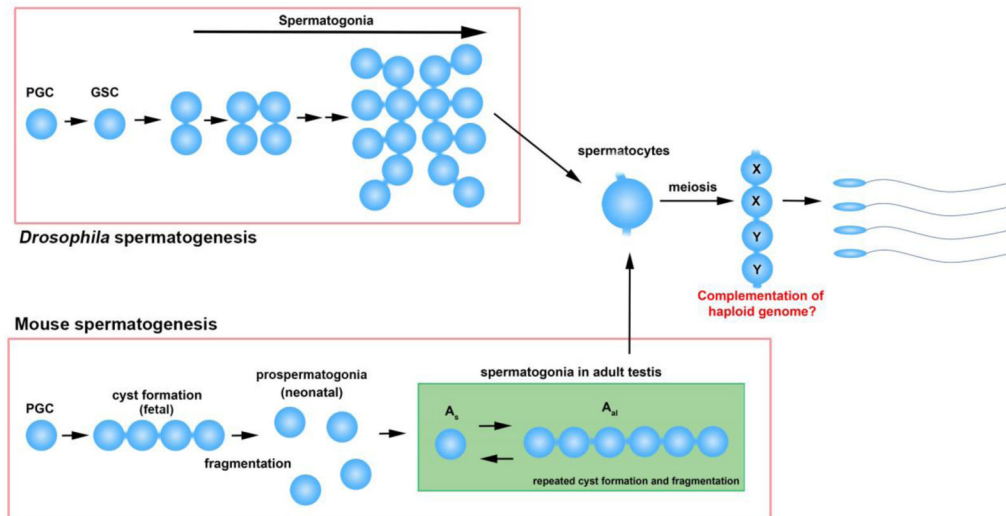 Spermatogonia
PGC
GSC
spermatocytes
meiosis
X
X
Y
Y
Complementation of
haploid genome?
Drosophila spermatogenesis
Mouse spermatogenesis
PGC
cyst formation
(fetal)
fragmentation
prospermatogonia
(neonatal)
spermatogonia in adult testis
As
Aal
repeated cyst formation and fragmentation